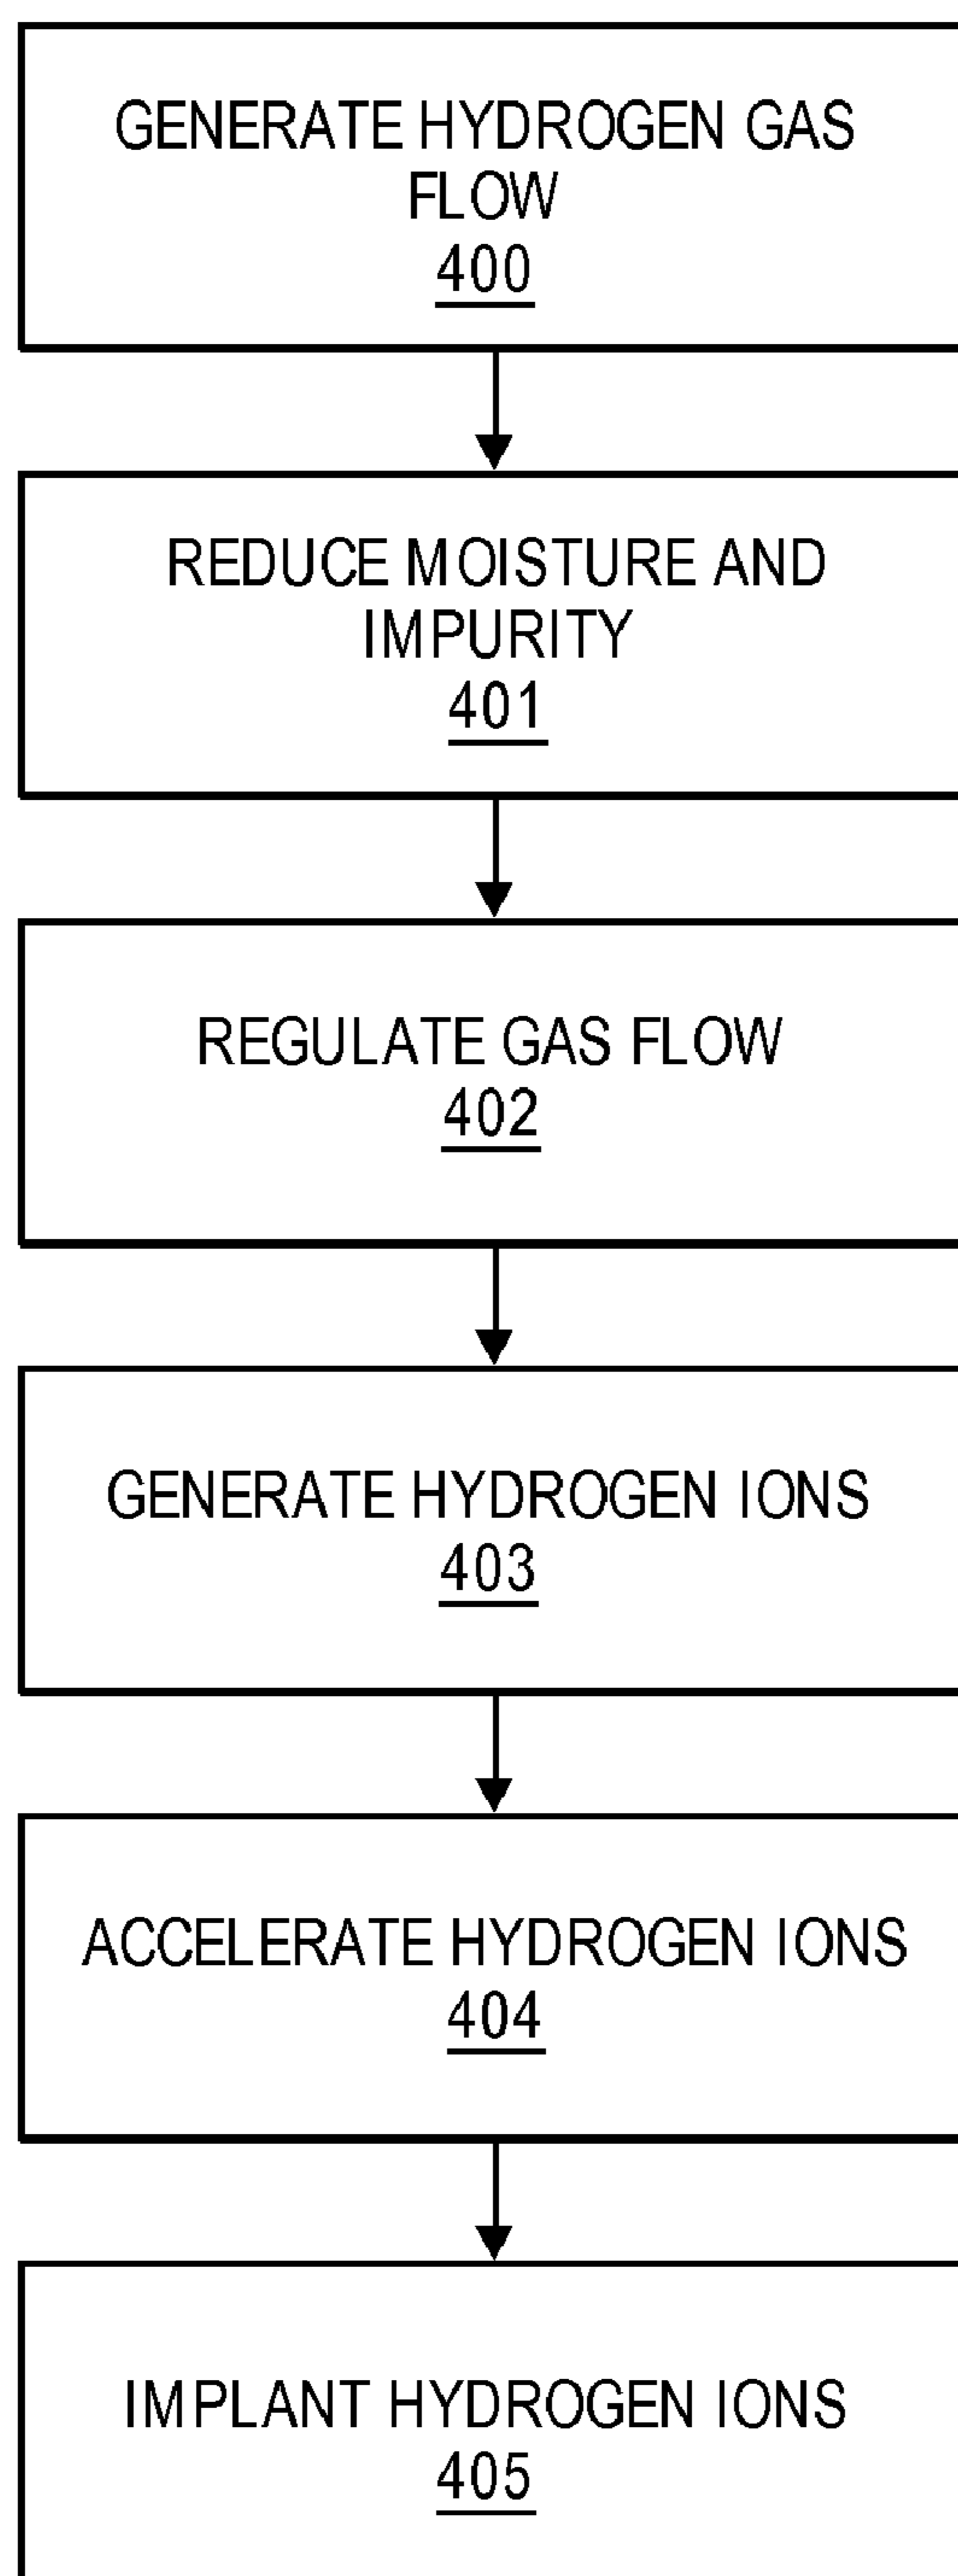 GENERATE HYDROGEN GAS
FLOW
400
REDUCE MOISTURE AND
IMPURITY
401
REGULATE GAS FLOW
402
GENERATE HYDROGEN IONS
403
ACCELERATE HYDROGEN IONS
404
IMPLANT HYDROGEN IONS
405